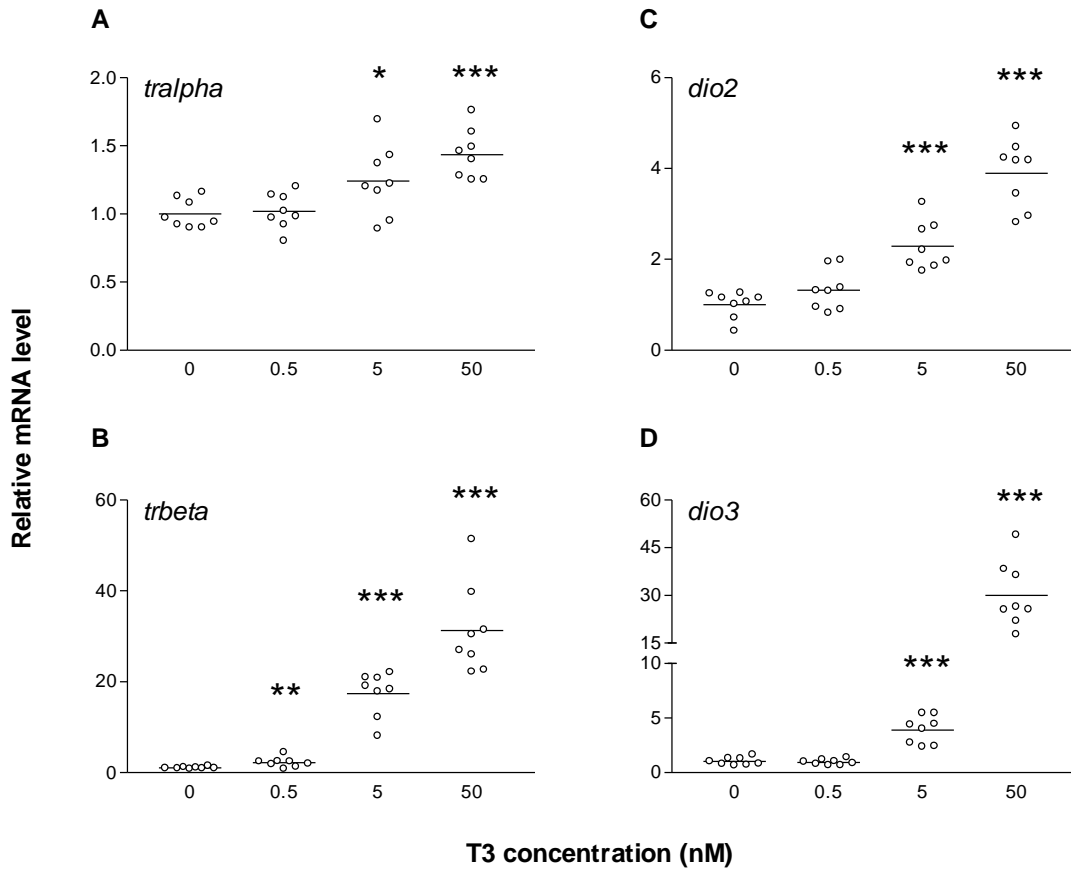 A
tralpha
* ***
2.0
1.5
1.0
0.5
0.0
0 0.5 5 50
C
dio2
*** ***
6
4
2
0
0 0.5 5 50
B
trbeta
** *** ***
60
40
20
0
0 0.5 5 50
D
dio3
*** ***
60
45
30
15
10
5
0
0 0.5 5 50
Relative mRNA level
T3 concentration (nM)